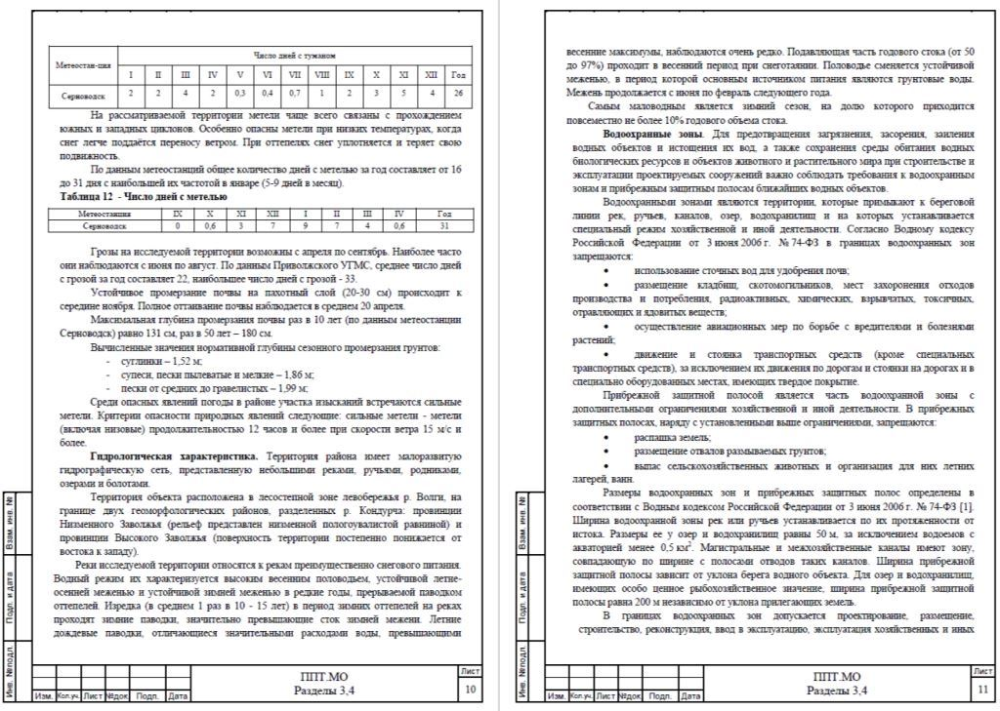 Метеостан-ция
Число дней с туманом
I II III IV V VI VII VIII IX X XI XII Год
Серноводск 2 2 4 2 0,3 0,4 0,7 1 2 3 5 4 26
На рассматриваемой территории метели чаще всего связаны с прохождением
южных и западных циклонов. Особенно опасны метели при низких температурах, когда
снег легче поддаётся переносу ветром. При оттепелях снег уплотняется и теряет свою
подвижность.
По данным метеостанций общее количество дней с метелью за год составляет от 16
до 31 дня с наибольшей их частотой в январе (5-9 дней в месяц).
Таблица 12 - Число дней с метелью
Метеостанция IX X XI XII I II III IV Год
Серноводск 0 0,6 3 7 9 7 4 0,6 31
Грозы на исследуемой территории возможны с апреля по сентябрь. Наиболее часто
они наблюдаются с июня по август. По данным Приволжского УГМС, среднее число дней
с грозой за год составляет 22, наибольшее число дней с грозой - 33.
Устойчивое промерзание почвы на пахотный слой (20-30 см) происходит к
середине ноября. Полное оттаивание почвы наблюдается в среднем 20 апреля.
Максимальная глубина промерзания почвы раз в 10 лет (по данным метеостанции
Серноводск) равно 131 см, раз в 50 лет – 180 см.
Вычисленные значения нормативной глубины сезонного промерзания грунтов:
- суглинки – 1,52 м;
- супеси, пески пылеватые и мелкие – 1,86 м;
- пески от средних до гравелистых – 1,99 м;
Среди опасных явлений погоды в районе участка изысканий встречаются сильные
метели. Критерии опасности природных явлений следующие: сильные метели - метели
(включая низовые) продолжительностью 12 часов и более при скорости ветра 15 м/с и
более.
Гидрологическая характеристика. Территория района имеет малоразвитую
гидрографическую сеть, представленную небольшими реками, ручьями, родниками,
озерами и болотами.
Территория объекта расположена в лесостепной зоне левобережья р. Волги, на
границе двух геоморфологических районов, разделенных р. Кондурча: провинции
Низменного Заволжья (рельеф представлен низменной пологоувалистой равниной) и
провинции Высокого Заволжья (поверхность территории постепенно понижается от
востока к западу).
Реки исследуемой территории относятся к рекам преимущественно снегового питания.
Водный режим их характеризуется высоким весенним половодьем, устойчивой летне-
осенней меженью и устойчивой зимней меженью в редкие годы, прерываемой паводком
оттепелей. Изредка (в среднем 1 раз в 10 - 15 лет) в период зимних оттепелей на реках
проходят зимние паводки, значительно превышающие сток зимней межени. Летние
дождевые паводки, отличающиеся значительными расходами воды, превышающими
Взам. инв. №
Подп. и дата
Инв. №подл.
Изм. Кол.уч. Лист №док Подп. Дата
ППТ.МО
Разделы 3,4
Лист
10
весенние максимумы, наблюдаются очень редко. Подавляющая часть годового стока (от 50
до 97%) проходит в весенний период при снеготаянии. Половодье сменяется устойчивой
меженью, в период которой основным источником питания являются грунтовые воды.
Межень продолжается с июня по февраль следующего года.
Самым маловодным является зимний сезон, на долю которого приходится
повсеместно не более 10% годового объема стока.
Водоохранные зоны. Для предотвращения загрязнения, засорения, заиления
водных объектов и истощения их вод, а также сохранения среды обитания водных
биологических ресурсов и объектов животного и растительного мира при строительстве и
эксплуатации проектируемых сооружений важно соблюдать требования к водоохранным
зонам и прибрежным защитным полосам ближайших водных объектов.
Водоохранными зонами являются территории, которые примыкают к береговой
линии рек, ручьев, каналов, озер, водохранилищ и на которых устанавливается
специальный режим хозяйственной и иной деятельности. Согласно Водному кодексу
Российской Федерации от 3 июня 2006 г. № 74-ФЗ в границах водоохранных зон
запрещаются:
• использование сточных вод для удобрения почв;
• размещение кладбищ, скотомогильников, мест захоронения отходов
производства и потребления, радиоактивных, химических, взрывчатых, токсичных,
отравляющих и ядовитых веществ;
• осуществление авиационных мер по борьбе с вредителями и болезнями
растений;
• движение и стоянка транспортных средств (кроме специальных
транспортных средств), за исключением их движения по дорогам и стоянки на дорогах и в
специально оборудованных местах, имеющих твердое покрытие.
Прибрежной защитной полосой является часть водоохранной зоны с
дополнительными ограничениями хозяйственной и иной деятельности. В прибрежных
защитных полосах, наряду с установленными выше ограничениями, запрещаются:
• распашка земель;
• размещение отвалов размываемых грунтов;
• выпас сельскохозяйственных животных и организация для них летних
лагерей, ванн.
Размеры водоохранных зон и прибрежных защитных полос определены в
соответствии с Водным кодексом Российской Федерации от 3 июня 2006 г. № 74-ФЗ [1].
Ширина водоохранной зоны рек или ручьев устанавливается по их протяженности от
истока. Размеры ее у озер и водохранилищ равны 50 м, за исключением водоемов с
акваторией менее 0,5 км². Магистральные и межхозяйственные каналы имеют зону,
совпадающую по ширине с полосами отводов таких каналов. Ширина прибрежной
защитной полосы зависит от уклона берега водного объекта. Для озер и водохранилищ,
имеющих особо ценное рыбохозяйственное значение, ширина прибрежной защитной
полосы равна 200 м независимо от уклона прилегающих земель.
В границах водоохранных зон допускается проектирование, размещение,
строительство, реконструкция, ввод в эксплуатацию, эксплуатация хозяйственных и иных
Взам. инв. №
Подп. и дата
Инв. №подл.
Изм. Кол.уч. Лист №док Подп. Дата
ППТ.МО
Разделы 3,4
Лист
11